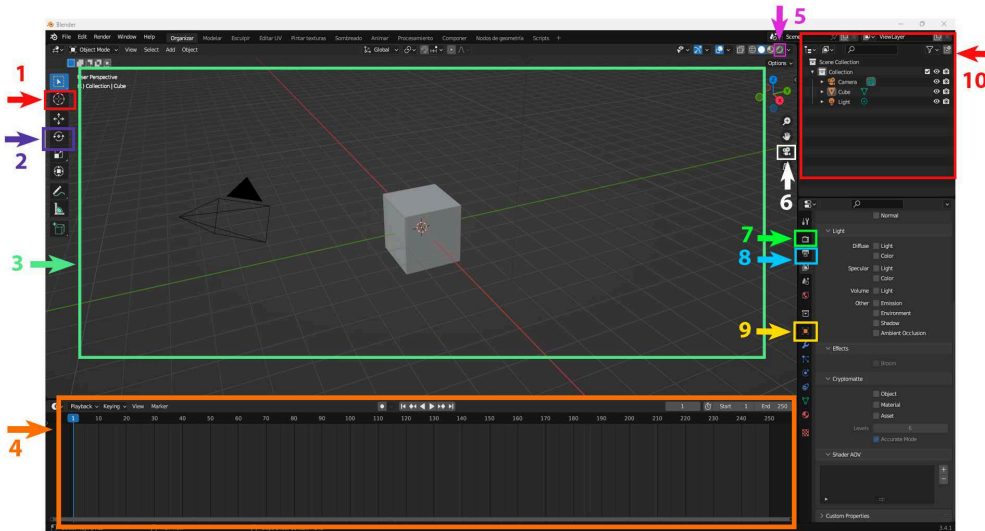 Blender
File Edit Render Window Help Organizar Modelar Esculpir Editar UV Pintar texturas Sombreado Animar Procesamiento Componer Nodos de geometría Scripts +
Scene
ViewLayer
5
Object Mode View Select Add Object
Global
Options
User Perspective
(1) Collection | Cube
1
2
3
6
10
Scene Collection
Collection
Camera
Cube
Light
7
8
9
Normal
Light
Diffuse Light
Color
Specular Light
Color
Volume Light
Other Emission
Environment
Shadow
Ambient Occlusion
Effects
Bloom
Cryptomatte
Object
Material
Asset
Levels 6
Accurate Mode
Shader AOV
Custom Properties
4
Playback Keying View Marker
1 Start 1 End 250
1 10 20 30 40 50 60 70 80 90 100 110 120 130 140 150 160 170 180 190 200 210 220 230 240 250
3.4.1